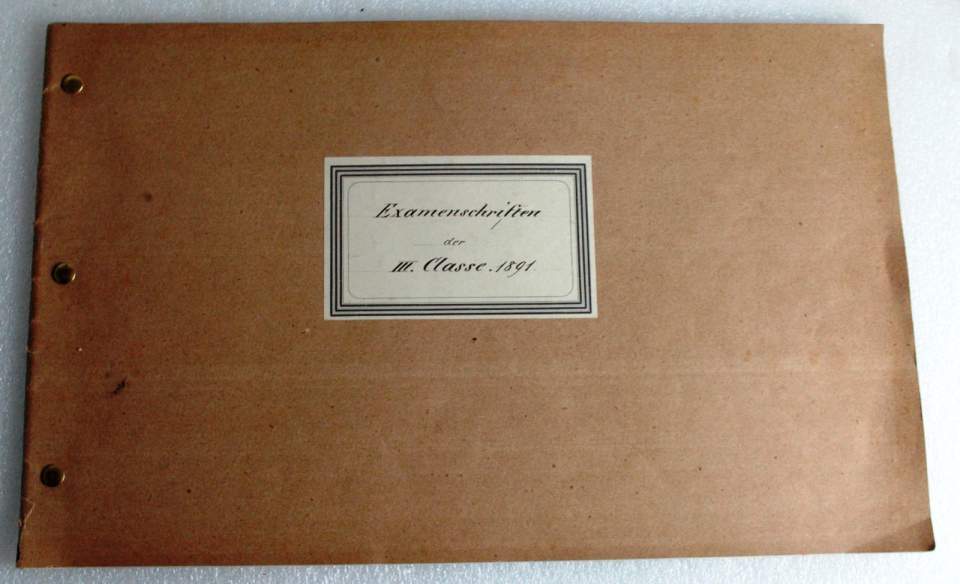 Examenschriften
der
III. Classe. 1891